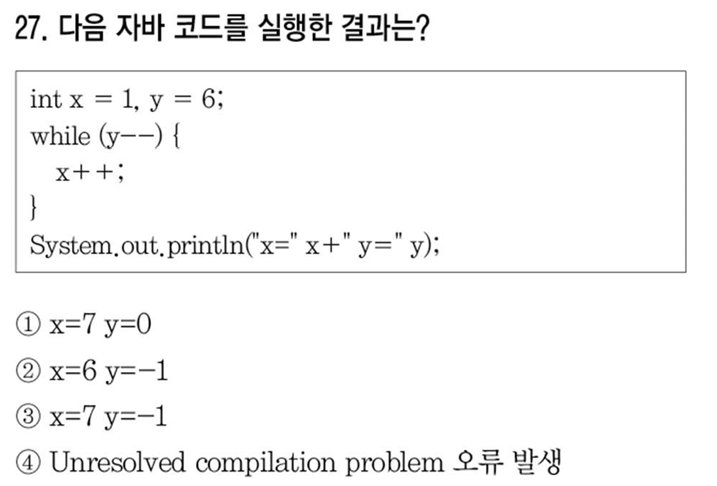 27. 다음 자바 코드를 실행한 결과는?
int x = 1, y = 6;
while (y−−) {
x++;
}
System.out.println("x=" x+" y=" y);
① x=7 y=0
② x=6 y=−1
③ x=7 y=−1
④ Unresolved compilation problem 오류 발생